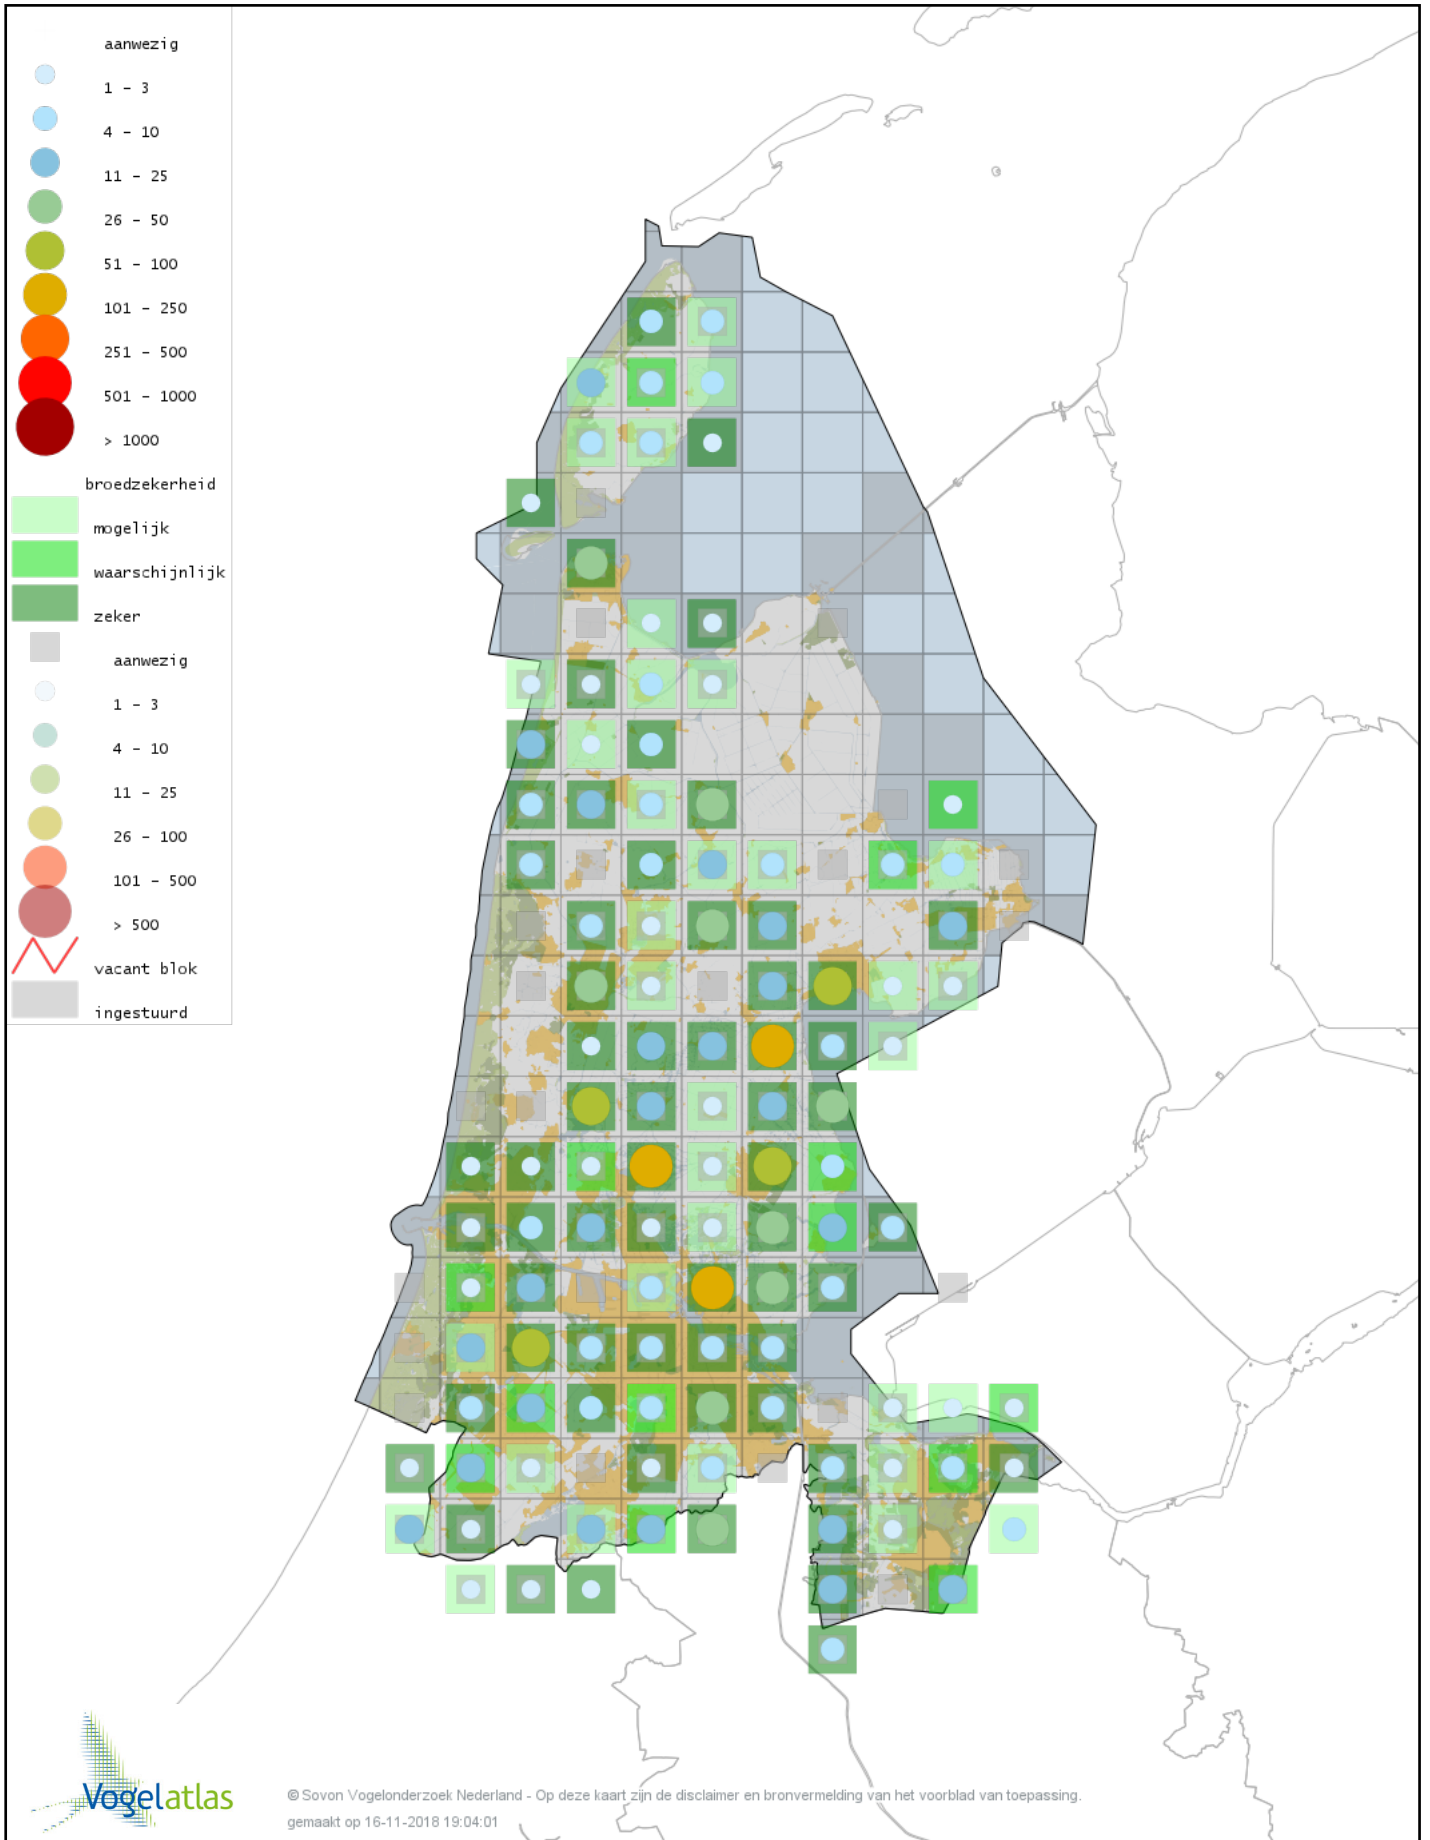 aanwezig
1 - 3
4 - 10
11 - 25
26 - 50
51 - 100
101 - 250
251 - 500
501 - 1000
> 1000
broedzekerheid
mogelijk
waarschijnlijk
zeker
aanwezig
1 - 3
4 - 10
11 - 25
26 - 100
101 - 500
> 500
vacant blok
ingestuurd
Vogelatlas
© Sovon Vogelonderzoek Nederland - Op deze kaart zijn de disclaimer en bronvermelding van het voorblad van toepassing.
gemaakt op 16-11-2018 19:04:01